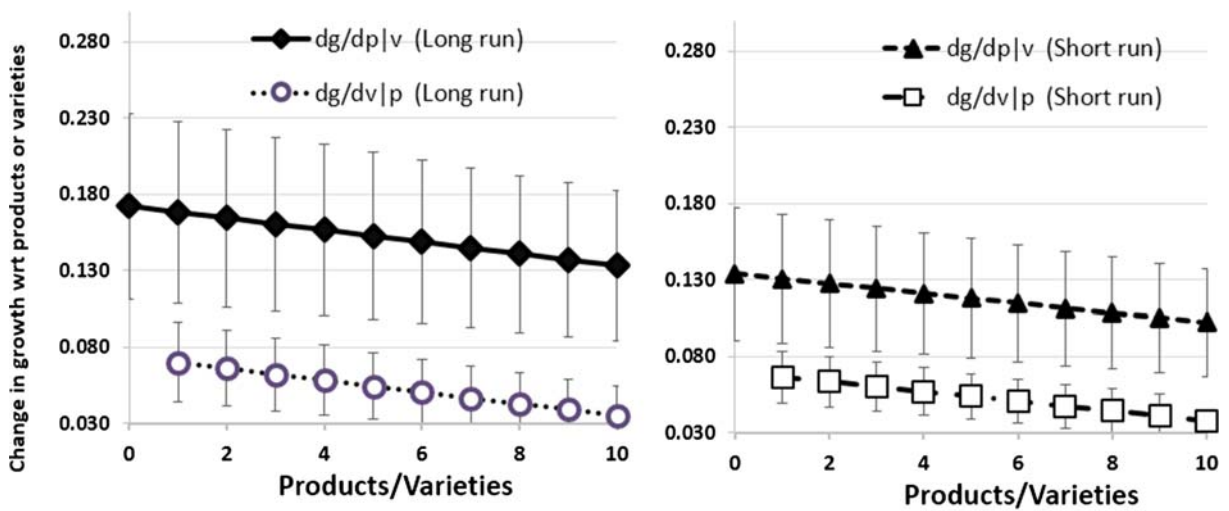 Change in growth wrt products or varieties
0.280
0.230
0.180
0.130
0.080
0.030
dg/dp|v (Long run)
dg/dv|p (Long run)
0 2 4 6 8 10
Products/Varieties
0.280
0.230
0.180
0.130
0.080
0.030
dg/dp|v (Short run)
dg/dv|p (Short run)
0 2 4 6 8 10
Products/Varieties